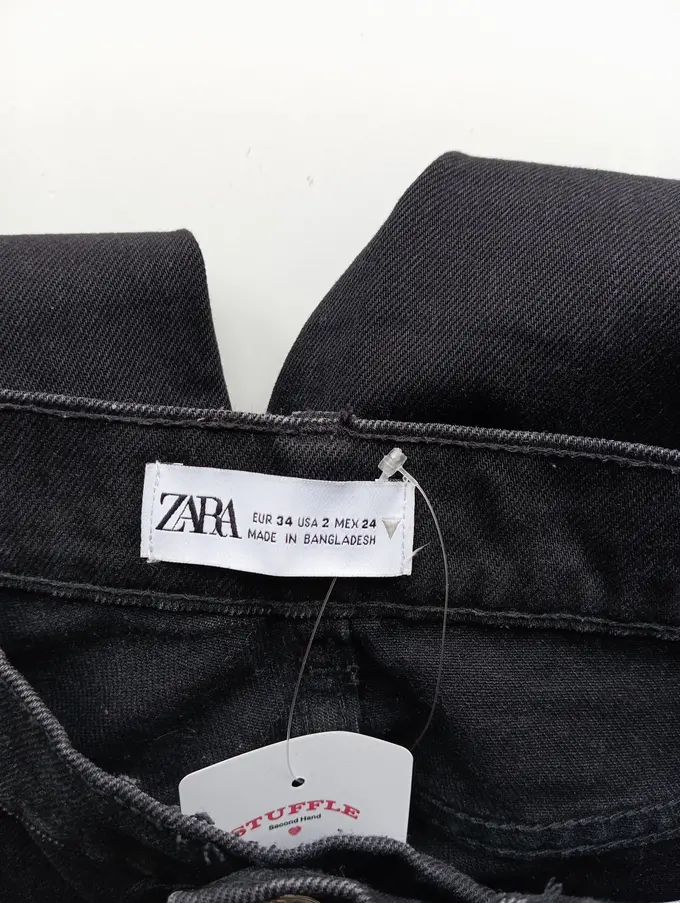 ZARA
EUR 34 USA 2 MEX 24
MADE IN BANGLADESH
STUFFLE
Second Hand